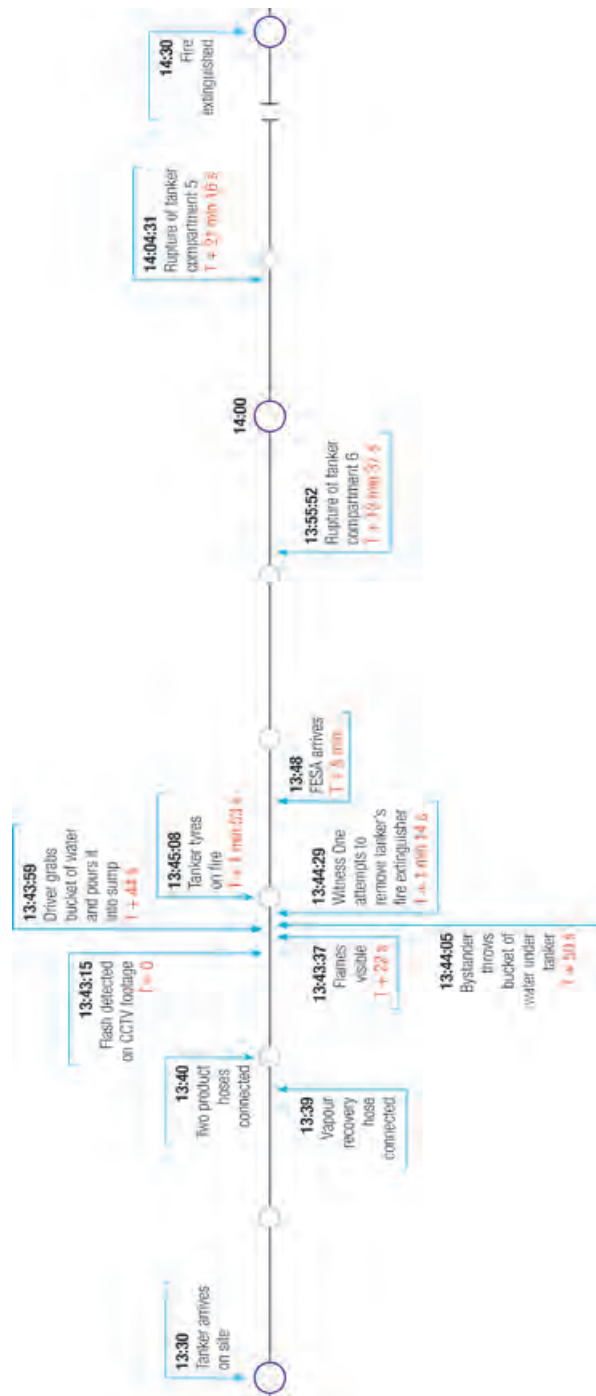 13:30
Tanker arrives
on site
13:39
Vapour
recovery
hose
connected
13:40
Two product
hoses
connected
13:43:15
Flash detected
on CCTV footage
T = 0
13:43:37
Flames
visible
T + 22 s
13:43:59
Driver grabs
bucket of water
and pours it
into sump
T + 44 s
13:44:05
Bystander
throws
bucket of
water under
tanker
T + 50 s
13:44:29
Witness One
attempts to
remove tanker's
fire extinguisher
T + 1 min 14 s
13:45:08
Tanker tyres
on fire
T + 1 min 53 s
13:48
FESA arrives
T + 5 min
13:55:52
Rupture of tanker
compartment 6
T + 12 min 37 s
14:00
14:04:31
Rupture of tanker
compartment 5
T + 21 min 16 s
14:30
Fire
extinguished